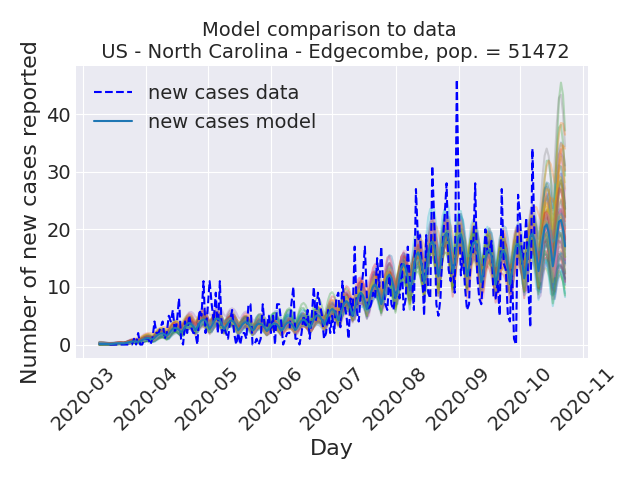 Model comparison to data
US - North Carolina - Edgecombe, pop. = 51472
Number of new cases reported
new cases data
new cases model
40
30
20
10
0
2020-03
2020-04
2020-05
2020-06
2020-07
2020-08
2020-09
2020-10
2020-11
Day